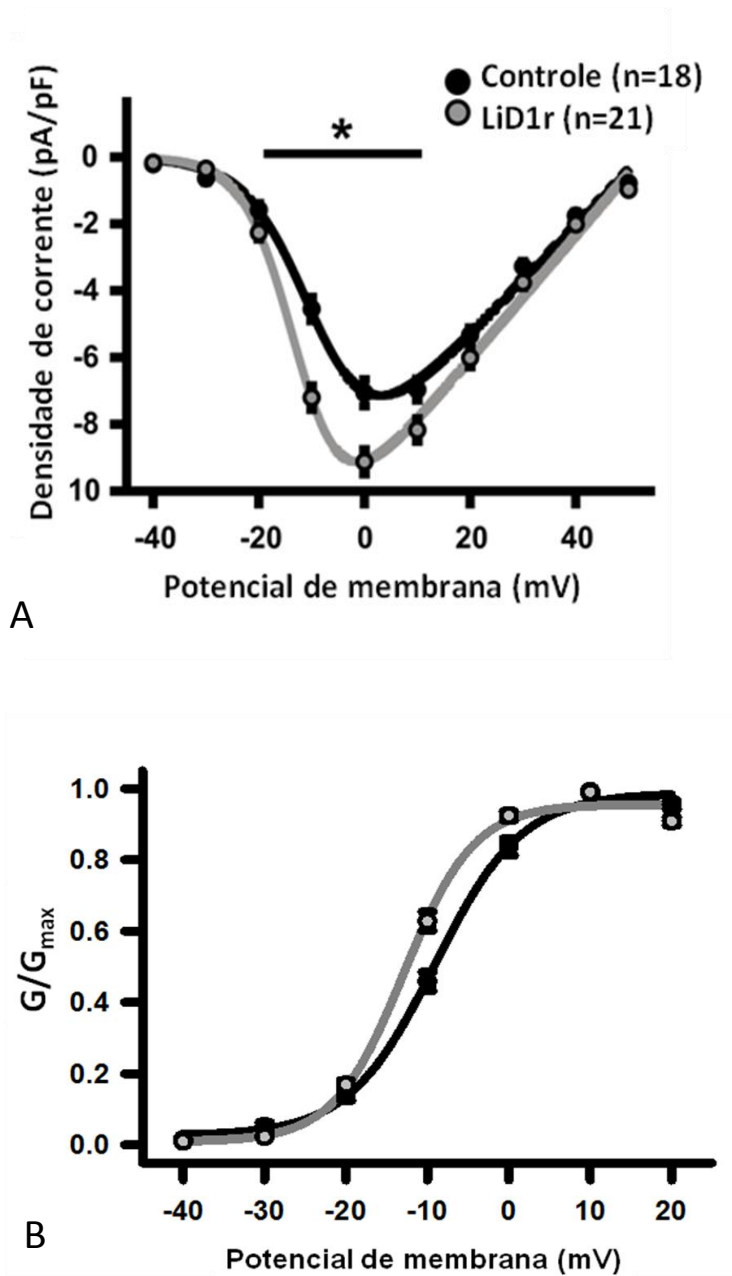 Controle (n=18)
LiD1r (n=21)
*
Densidade de corrente (pA/pF)
0
-2
-4
-6
-8
10
-40 -20 0 20 40
Potencial de membrana (mV)
A
G/Gmax
1.0
0.8
0.6
0.4
0.2
0.0
-40 -30 -20 -10 0 10 20
B
Potencial de membrana (mV)